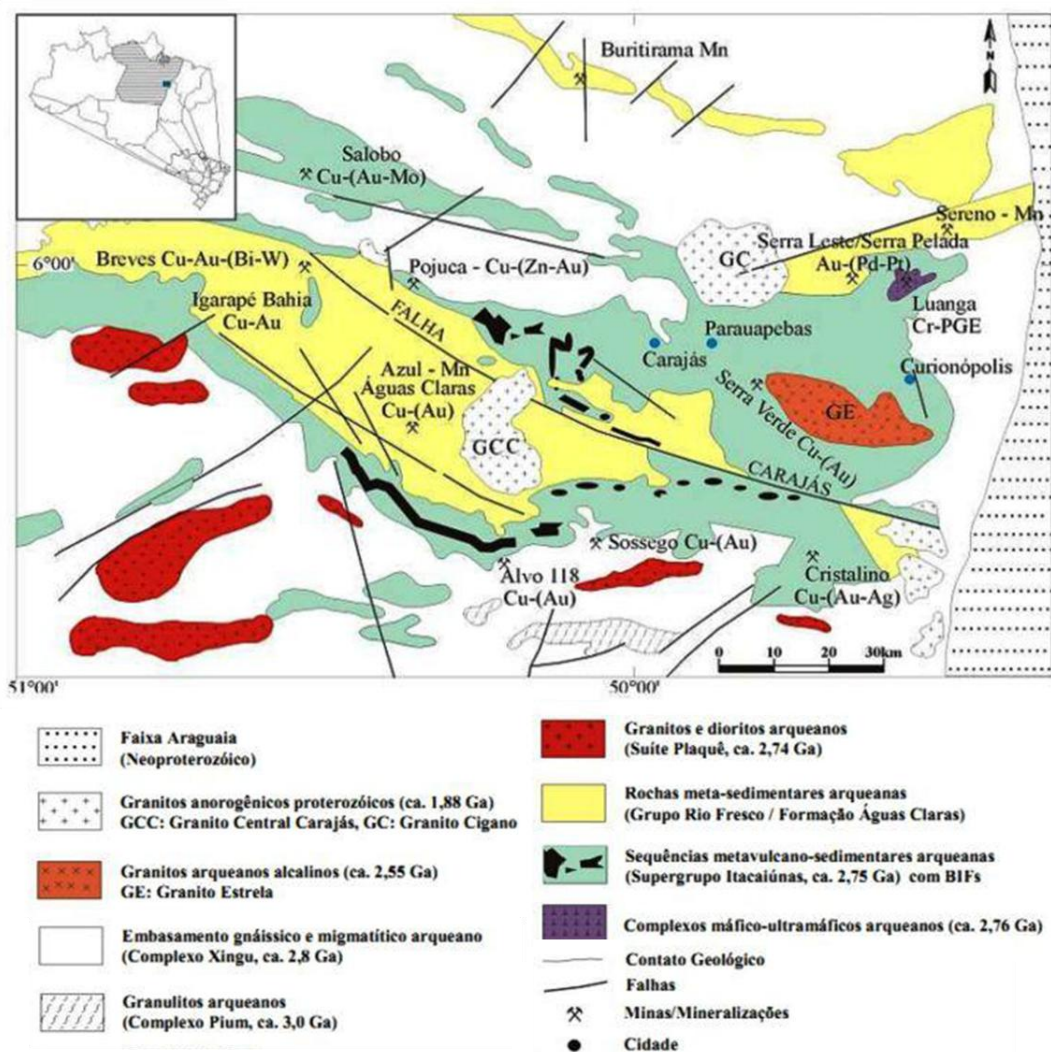 Buritirama Mn
N
Salobo
Cu-(Au-Mo)
Sereno - Mn
Serra Leste/Serra Pelada
Au-(Pd-Pt)
GC
6°00'
Breves Cu-Au-(Bi-W)
Pojuca - Cu-(Zn-Au)
Luanga
Cr-PGE
Igarapé Bahia
Cu-Au
FALHA
Parauapebas
Carajás
Curionópolis
Azul - Mn
Águas Claras
Cu-(Au)
Serra Verde Cu-(Au)
GE
GCC
CARAJÁS
Sossego Cu-(Au)
Alvo 118
Cu-(Au)
Cristalino
Cu-(Au-Ag)
0 10 20 30km
51°00' 50°00'
Faixa Araguaia
(Neoproterozóico)
Granitos anorogênicos proterozóicos (ca. 1,88 Ga)
GCC: Granito Central Carajás, GC: Granito Cigano
Granitos arqueanos alcalinos (ca. 2,55 Ga)
GE: Granito Estrela
Embasamento gnáissico e migmatítico arqueano
(Complexo Xingu, ca. 2,8 Ga)
Granulitos arqueanos
(Complexo Pium, ca. 3,0 Ga)
Granitos e dioritos arqueanos
(Suíte Plaquê, ca. 2,74 Ga)
Rochas meta-sedimentares arqueanas
(Grupo Rio Fresco / Formação Águas Claras)
Sequências metavulcano-sedimentares arqueanas
(Supergrupo Itacaiúnas, ca. 2,75 Ga) com BIFs
Complexos máfico-ultramáficos arqueanos (ca. 2,76 Ga)
Contato Geológico
Falhas
Minas/Mineralizações
Cidade